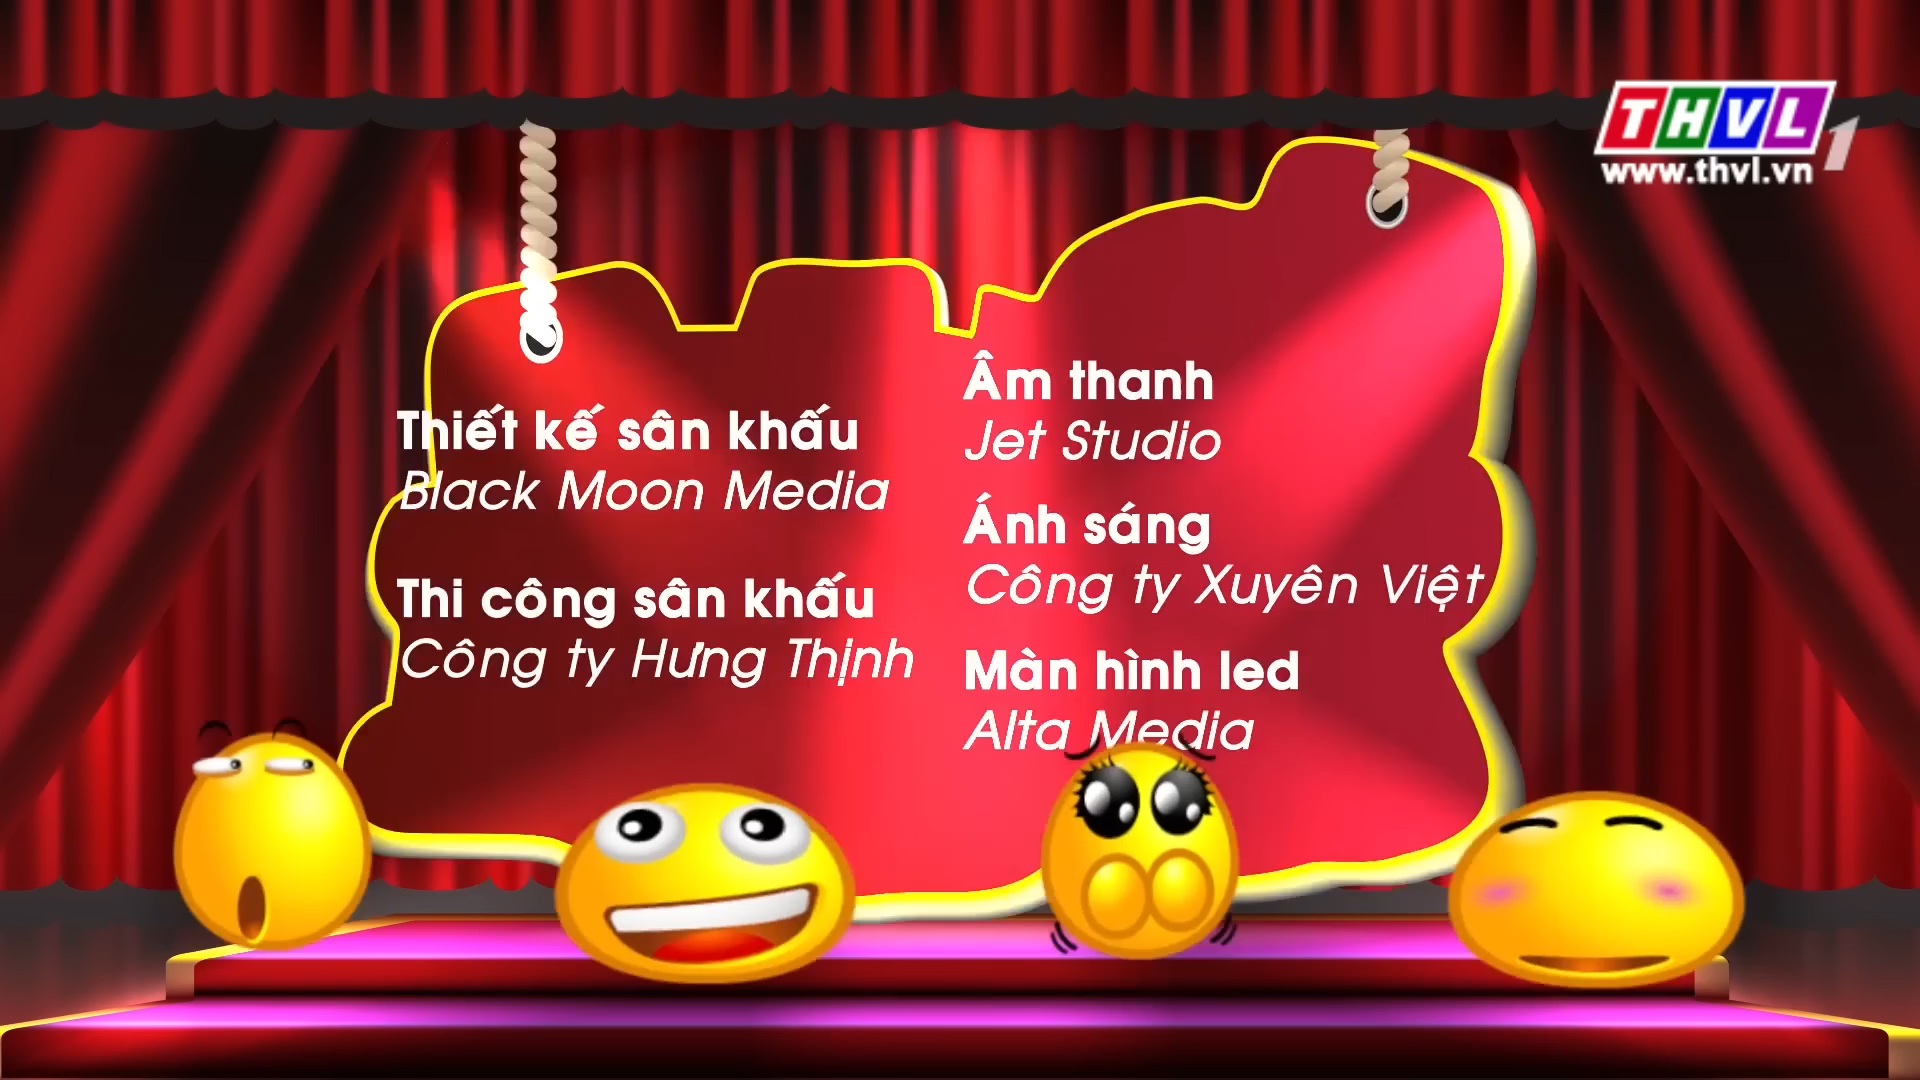 THVL1
www.thvl.vn
Thiết kế sân khấu
Black Moon Media
Thi công sân khấu
Công ty Hưng Thịnh
Âm thanh
Jet Studio
Ánh sáng
Công ty Xuyên Việt
Màn hình led
Alta Media